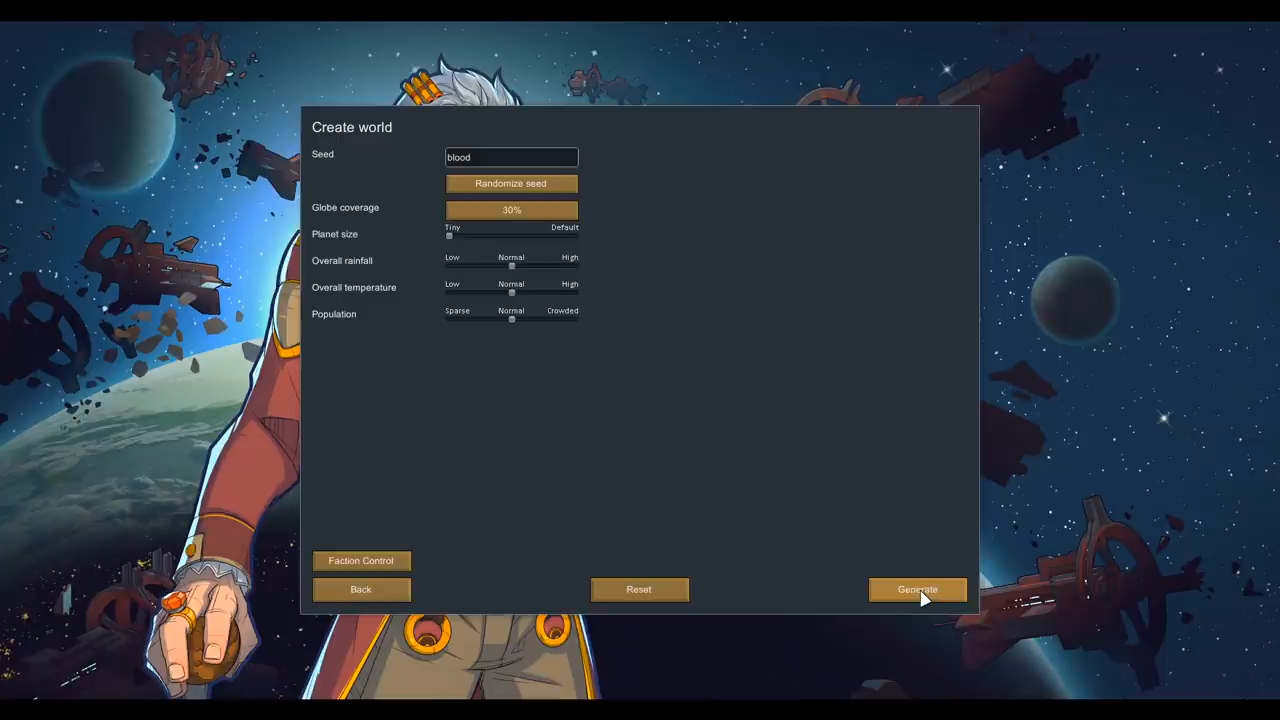 Create world
Seed blood
Randomize seed
Globe coverage 30%
Tiny Default
Planet size
Low Normal High
Overall rainfall
Low Normal High
Overall temperature
Sparse Normal Crowded
Population
Faction Control
Back Reset Generate